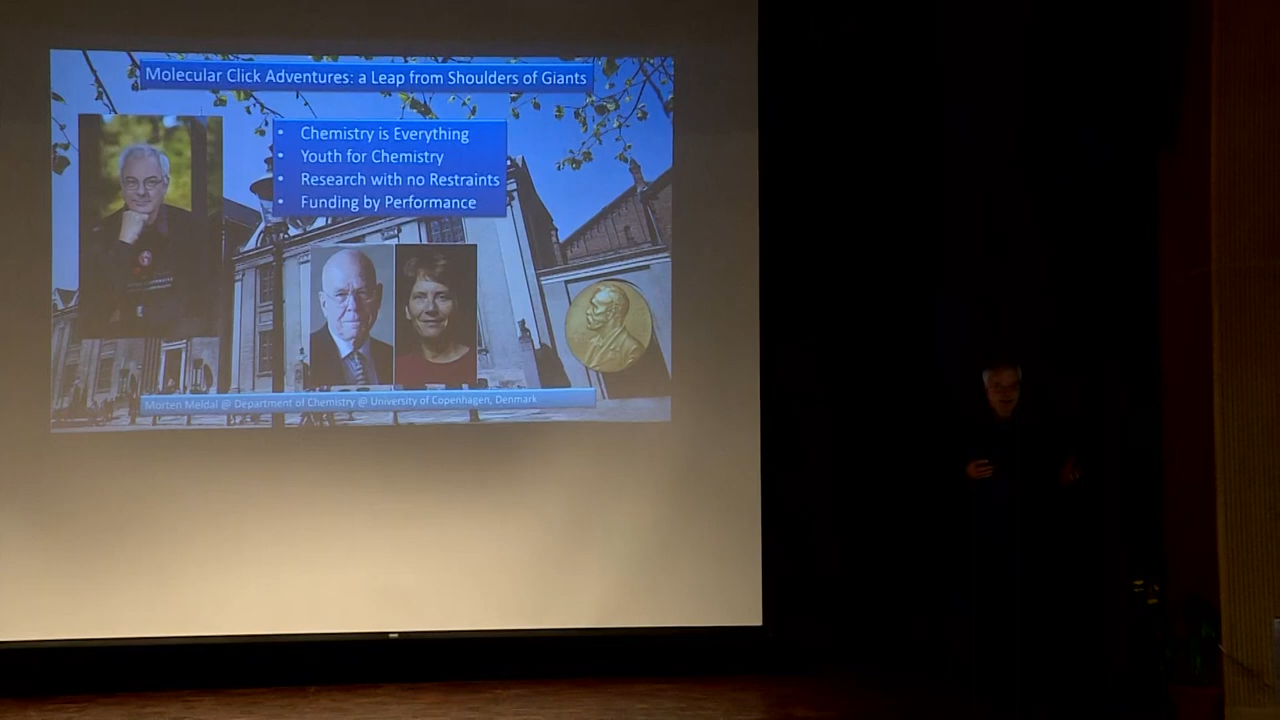 Molecular Click Adventures: a Leap from Shoulders of Giants
• Chemistry is Everything
• Youth for Chemistry
• Research with no Restraints
• Funding by Performance
Morten Meldal @ Department of Chemistry @ University of Copenhagen, Denmark